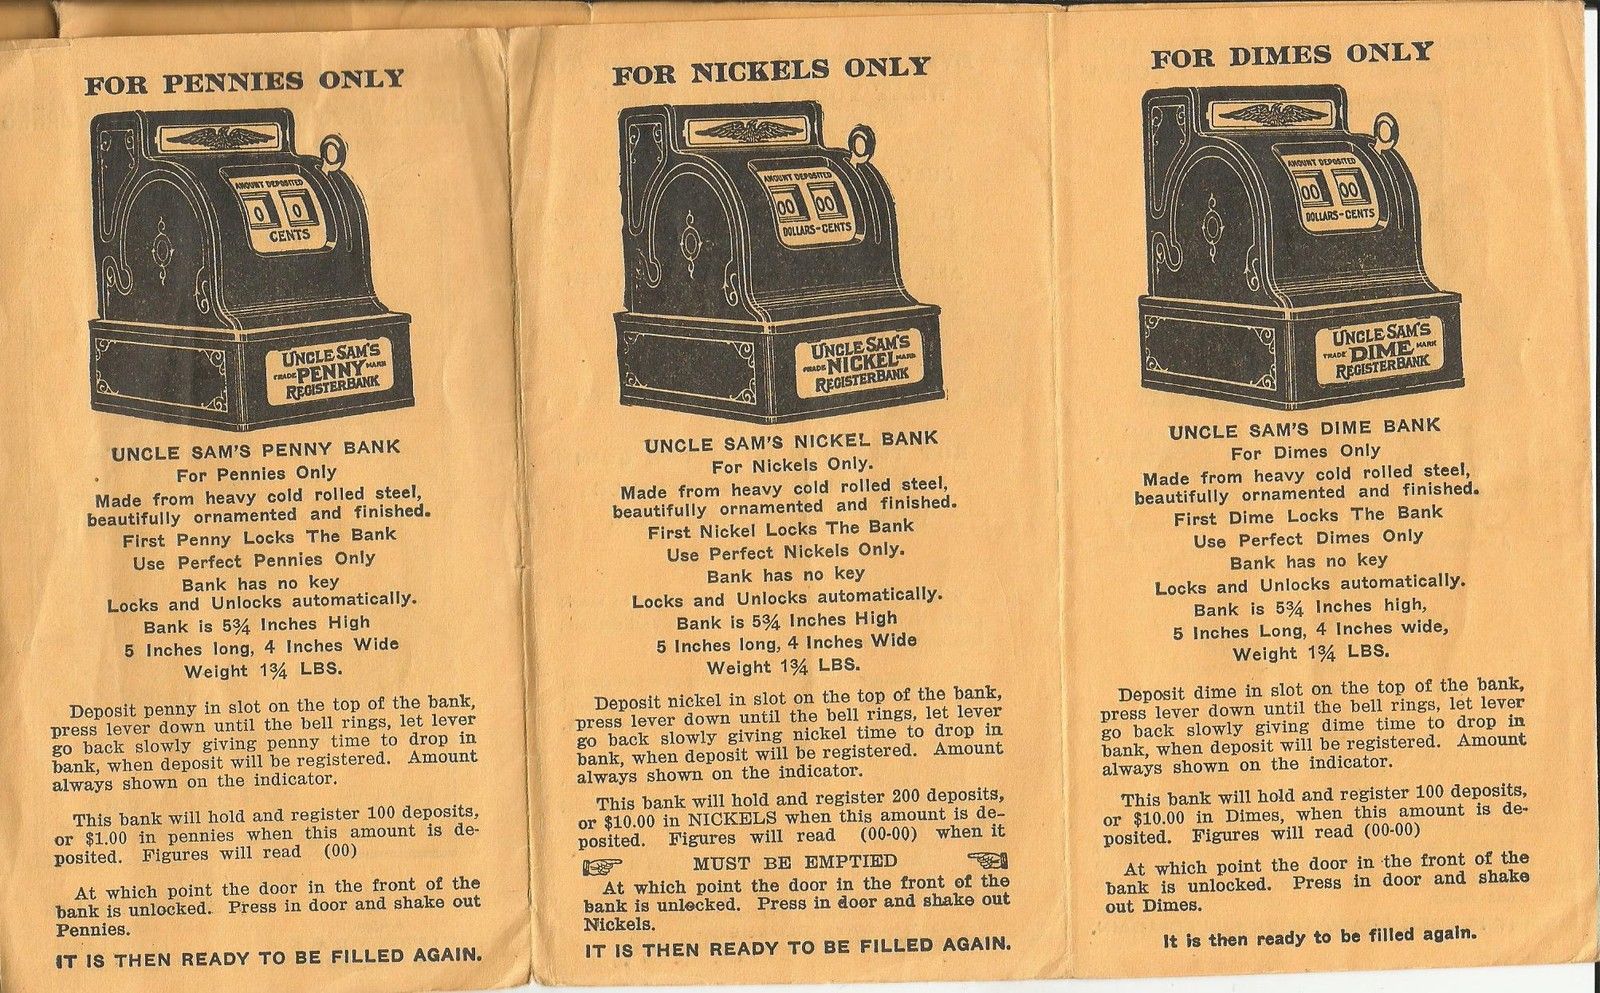 FOR PENNIES ONLY
AMOUNT DEPOSITED
0 0
CENTS
UNCLE SAM'S
TRADE PENNY MARK
REGISTER BANK
UNCLE SAM'S PENNY BANK
For Pennies Only
Made from heavy cold rolled steel,
beautifully ornamented and finished.
First Penny Locks The Bank
Use Perfect Pennies Only
Bank has no key
Locks and Unlocks automatically.
Bank is 5¾ Inches High
5 Inches long, 4 Inches Wide
Weight 1¾ LBS.
Deposit penny in slot on the top of the bank,
press lever down until the bell rings, let lever
go back slowly giving penny time to drop in
bank, when deposit will be registered. Amount
always shown on the indicator.
This bank will hold and register 100 deposits,
or $1.00 in pennies when this amount is de-
posited. Figures will read (00)
At which point the door in the front of the
bank is unlocked. Press in door and shake out
Pennies.
IT IS THEN READY TO BE FILLED AGAIN.
FOR NICKELS ONLY
AMOUNT DEPOSITED
00 00
DOLLARS-CENTS
UNCLE SAM'S
TRADE NICKEL MARK
REGISTER BANK
UNCLE SAM'S NICKEL BANK
For Nickels Only.
Made from heavy cold rolled steel,
beautifully ornamented and finished.
First Nickel Locks The Bank
Use Perfect Nickels Only.
Bank has no key
Locks and Unlocks automatically.
Bank is 5¾ Inches High
5 Inches long, 4 Inches Wide
Weight 1¾ LBS.
Deposit nickel in slot on the top of the bank,
press lever down until the bell rings, let lever
go back slowly giving nickel time to drop in
bank, when deposit will be registered. Amount
always shown on the indicator.
This bank will hold and register 200 deposits,
or $10.00 in NICKELS when this amount is de-
posited. Figures will read (00-00) when it
MUST BE EMPTIED
At which point the door in the front of the
bank is unlocked. Press in door and shake out
Nickels.
IT IS THEN READY TO BE FILLED AGAIN.
FOR DIMES ONLY
AMOUNT DEPOSITED
00 00
DOLLARS-CENTS
UNCLE SAM'S
TRADE DIME MARK
REGISTER BANK
UNCLE SAM'S DIME BANK
For Dimes Only
Made from heavy cold rolled steel,
beautifully ornamented and finished.
First Dime Locks The Bank
Use Perfect Dimes Only
Bank has no key
Locks and Unlocks automatically.
Bank is 5¾ Inches high,
5 Inches Long, 4 Inches wide,
Weight 1¾ LBS.
Deposit dime in slot on the top of the bank,
press lever down until the bell rings, let lever
go back slowly giving dime time to drop in
bank, when deposit will be registered. Amount
always shown on the indicator.
This bank will hold and register 100 deposits,
or $10.00 in Dimes, when this amount is de-
posited. Figures will read (00-00)
At which point the door in the front of the
bank is unlocked. Press in door and shake
out Dimes.
It is then ready to be filled again.